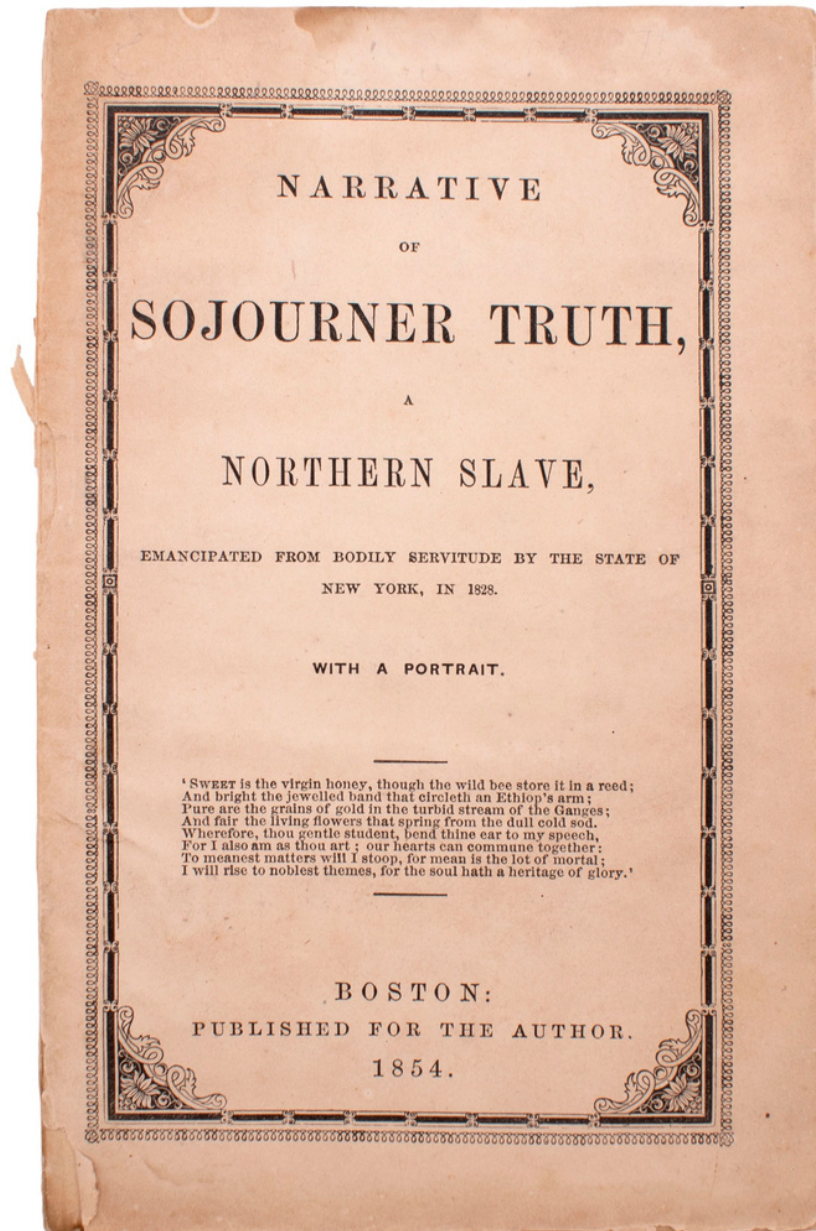 NARRATIVE
OF
SOJOURNER TRUTH,
A
NORTHERN SLAVE,
EMANCIPATED FROM BODILY SERVITUDE BY THE STATE OF
NEW YORK, IN 1828.
WITH A PORTRAIT.
‘ SWEET is the virgin honey, though the wild bee store it in a reed;
And bright the jewelled band that circleth an Ethiop's arm;
Pure are the grains of gold in the turbid stream of the Ganges;
And fair the living flowers that spring from the dull cold sod.
Wherefore, thou gentle student, bend thine ear to my speech,
For I also am as thou art; our hearts can commune together:
To meanest matters will I stoop, for mean is the lot of mortal;
I will rise to noblest themes, for the soul hath a heritage of glory.’
BOSTON:
PUBLISHED FOR THE AUTHOR.
1854.